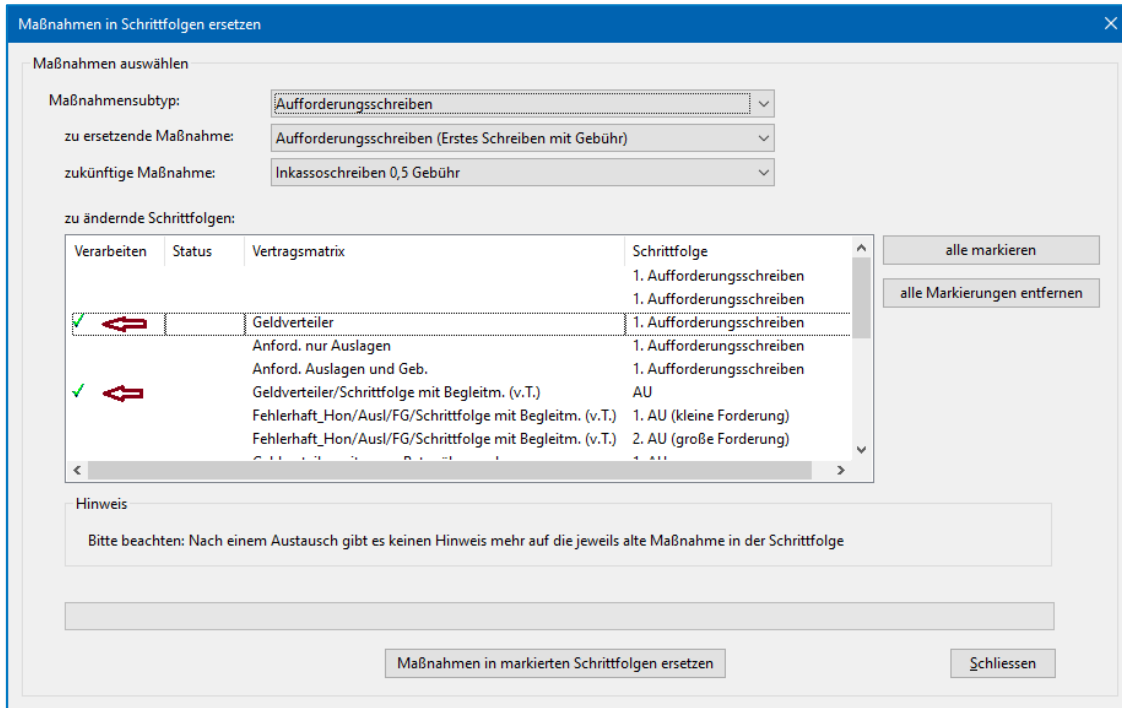 Maßnahmen in Schrittfolgen ersetzen
Maßnahmen auswählen
Maßnahmensubtyp: Aufforderungsschreiben
zu ersetzende Maßnahme: Aufforderungsschreiben (Erstes Schreiben mit Gebühr)
zukünftige Maßnahme: Inkassoschreiben 0,5 Gebühr
zu ändernde Schrittfolgen:
Verarbeiten Status Vertragsmatrix Schrittfolge
1. Aufforderungsschreiben
1. Aufforderungsschreiben
Geldverteiler 1. Aufforderungsschreiben
Anford. nur Auslagen 1. Aufforderungsschreiben
Anford. Auslagen und Geb. 1. Aufforderungsschreiben
Geldverteiler/Schrittfolge mit Begleitm. (v.T.) AU
Fehlerhaft_Hon/Ausl/FG/Schrittfolge mit Begleitm. (v.T.) 1. AU (kleine Forderung)
Fehlerhaft_Hon/Ausl/FG/Schrittfolge mit Begleitm. (v.T.) 2. AU (große Forderung)
alle markieren
alle Markierungen entfernen
Hinweis
Bitte beachten: Nach einem Austausch gibt es keinen Hinweis mehr auf die jeweils alte Maßnahme in der Schrittfolge
Maßnahmen in markierten Schrittfolgen ersetzen
Schliessen